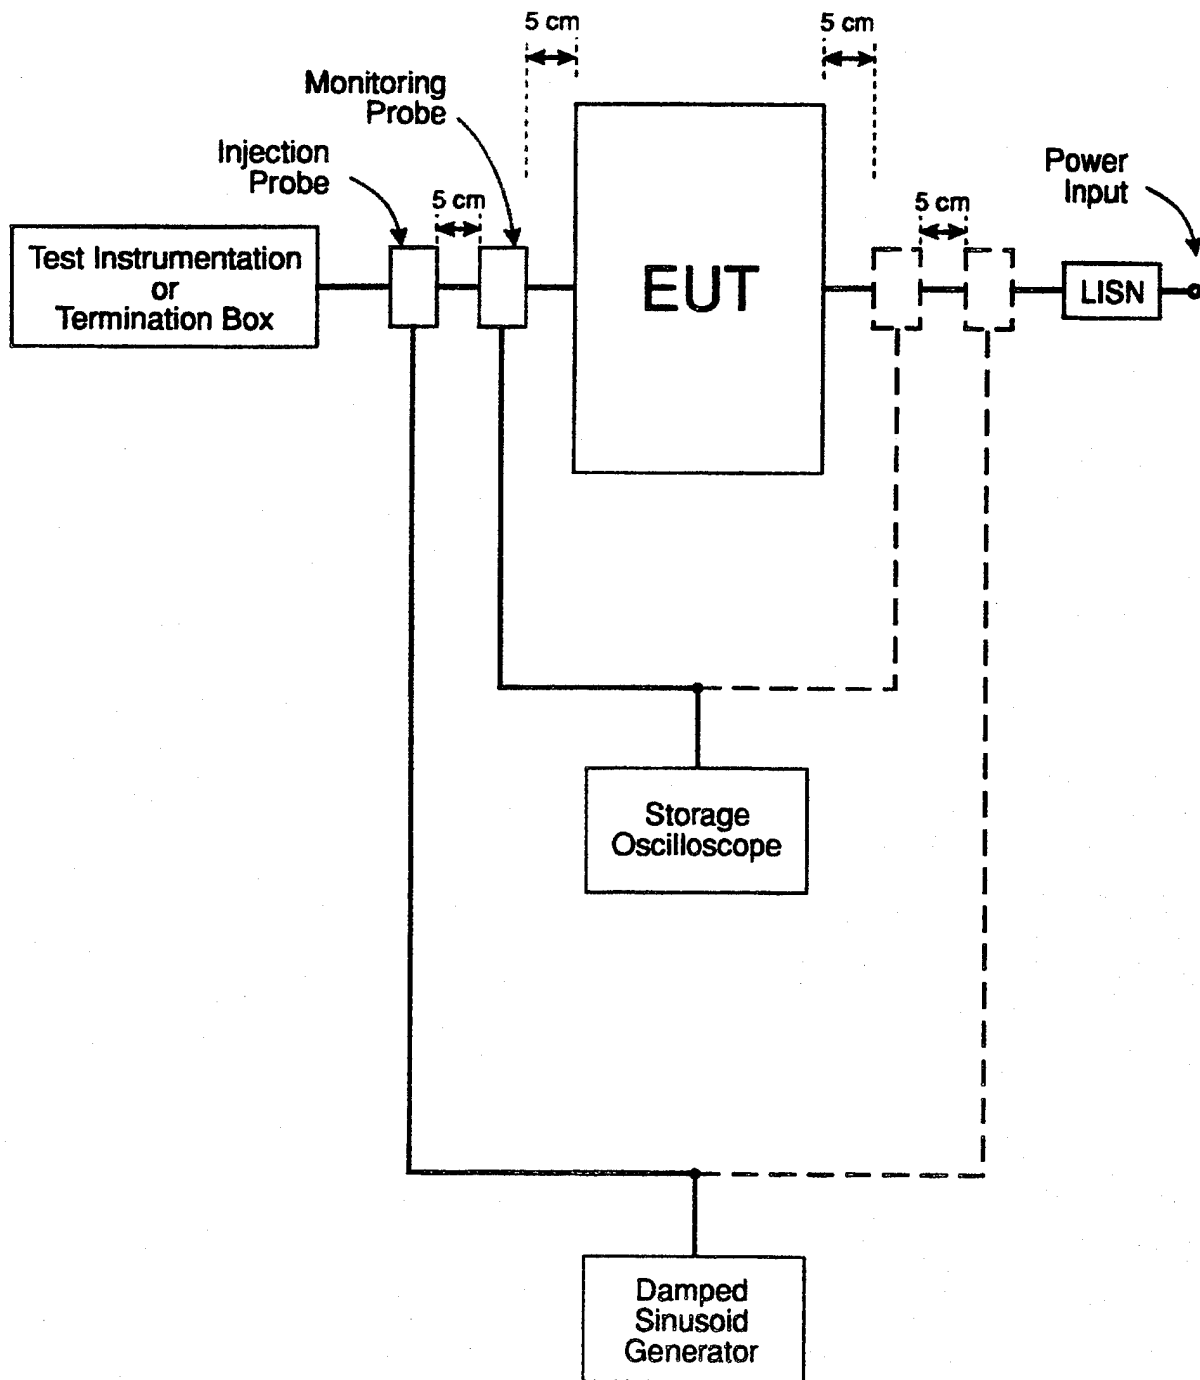 5 cm
5 cm
Monitoring
Probe
Injection
Probe
5 cm
Power
Input
5 cm
Test Instrumentation
or
Termination Box
EUT
LISN
Storage
Oscilloscope
Damped
Sinusoid
Generator